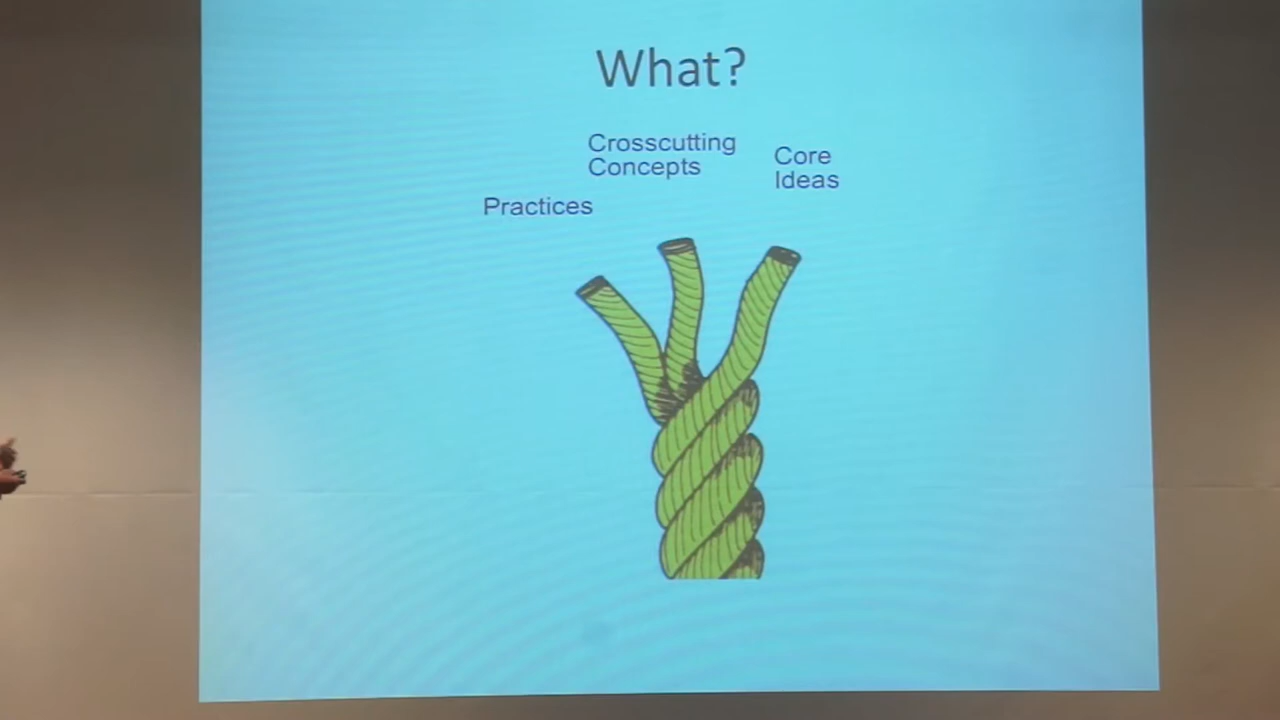 What?
Crosscutting
Concepts
Core
Ideas
Practices